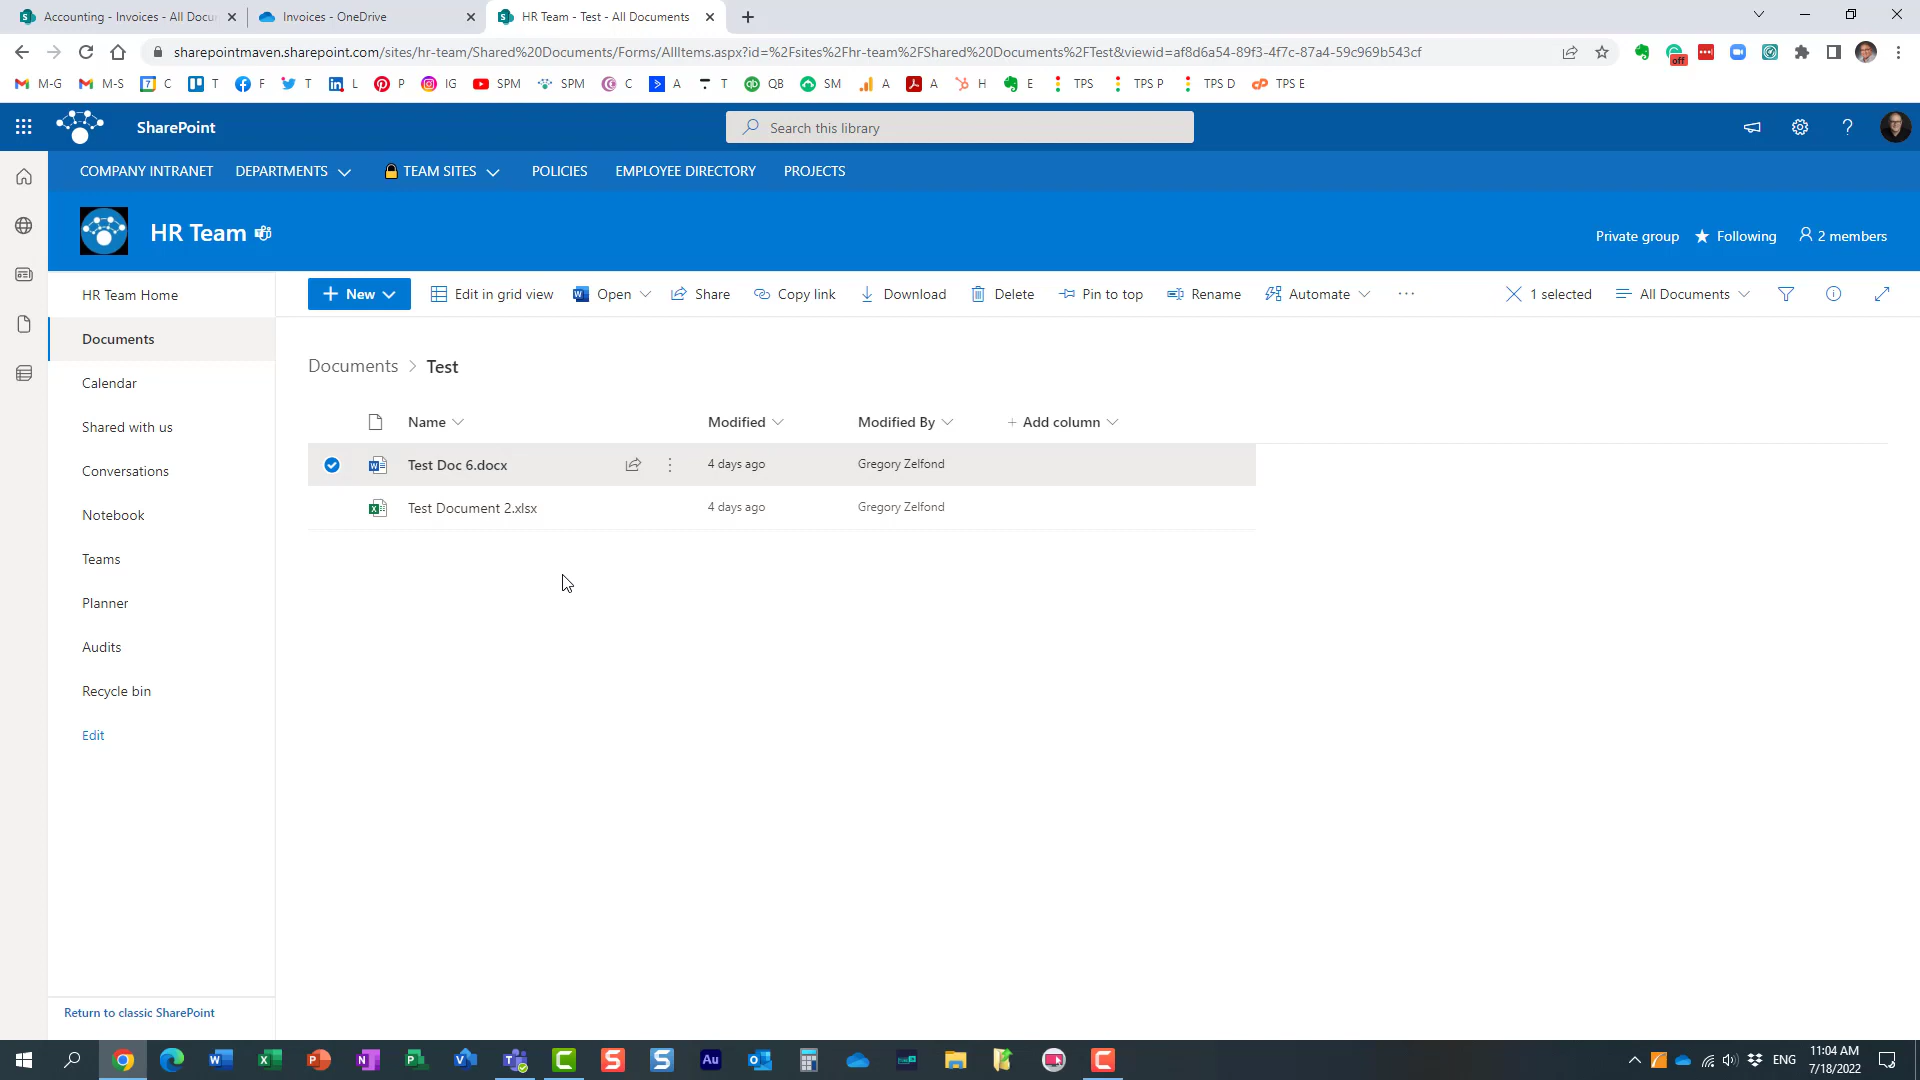 Accounting - Invoices - All Docu
Invoices - OneDrive
HR Team - Test - All Documents
sharepointmaven.sharepoint.com/sites/hr-team/Shared%20Documents/Forms/AllItems.aspx?id=%2Fsites%2Fhr-team%2FShared%20Documents%2FTest&viewid=af8d6a54-89f3-4f7c-87a4-59c969b543cf
off
M-G M-S C T F T L P IG SPM SPM C A T QB SM A A H E TPS TPS P TPS D TPS E
SharePoint
Search this library
COMPANY INTRANET DEPARTMENTS TEAM SITES POLICIES EMPLOYEE DIRECTORY PROJECTS
HR Team
Private group Following 2 members
HR Team Home
Documents
Calendar
Shared with us
Conversations
Notebook
Teams
Planner
Audits
Recycle bin
Edit
Return to classic SharePoint
+ New Edit in grid view Open Share Copy link Download Delete Pin to top Rename Automate ··· 1 selected All Documents
Documents > Test
Name Modified Modified By + Add column
Test Doc 6.docx 4 days ago Gregory Zelfond
Test Document 2.xlsx 4 days ago Gregory Zelfond
ENG
11:04 AM
7/18/2022